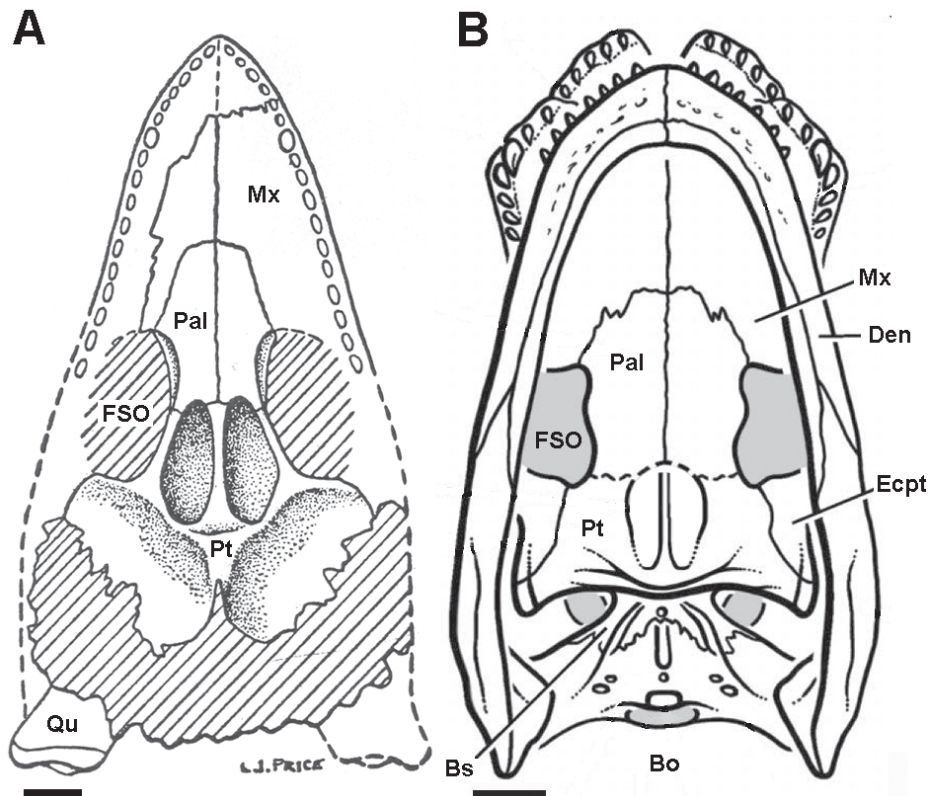 A
Mx
Pal
FSO
Pt
Qu
L.I. PRICE
B
Mx
Den
Pal
FSO
Ecpt
Pt
Bs
Bo